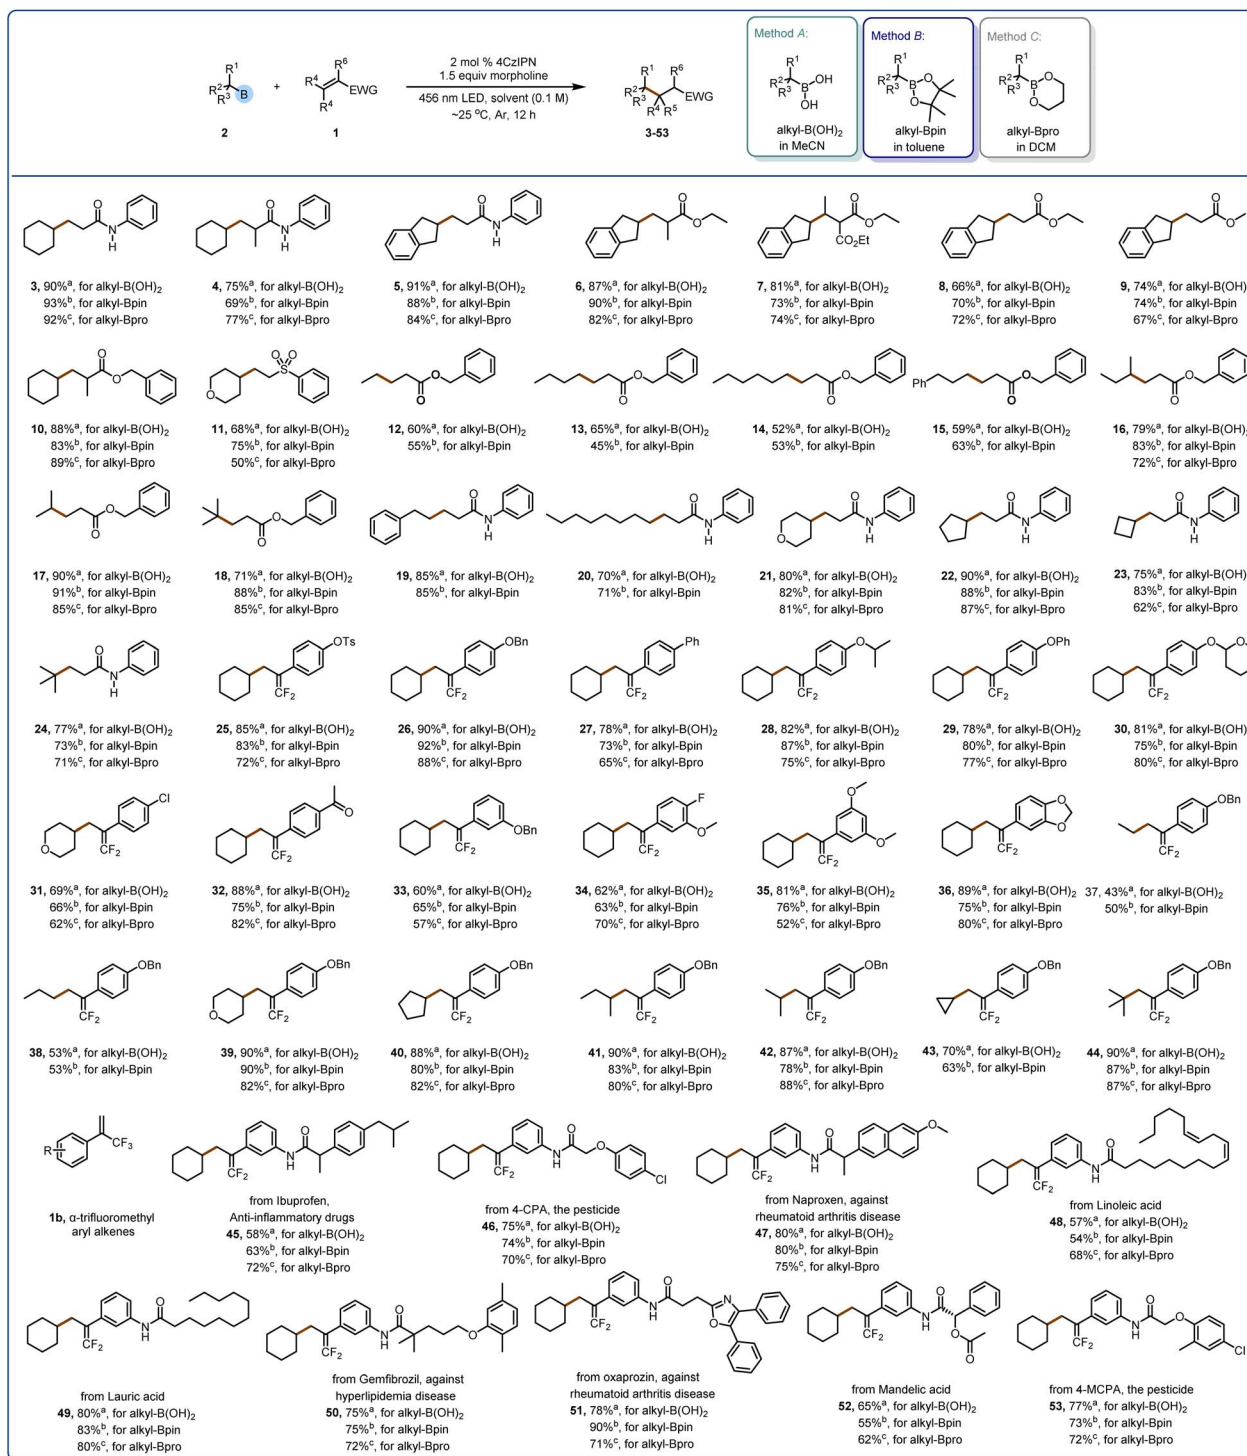 Method A:
Method B:
Method C:
2 mol % 4CzIPN
1.5 equiv morpholine
456 nm LED, solvent (0.1 M)
~25 °C, Ar, 12 h
R1 R2 R3 B + R4 R6 EWG R4
R1 R6 R2 R3 R4 R5 EWG
2 1 3-53
R1 R2 R3 B OH OH
alkyl-B(OH)2
in MeCN
R1 R2 R3 B O O
alkyl-Bpin
in toluene
R1 R2 R3 B O O
alkyl-Bpro
in DCM
3, 90%a, for alkyl-B(OH)2
93%b, for alkyl-Bpin
92%c, for alkyl-Bpro
4, 75%a, for alkyl-B(OH)2
69%b, for alkyl-Bpin
77%c, for alkyl-Bpro
5, 91%a, for alkyl-B(OH)2
88%b, for alkyl-Bpin
84%c, for alkyl-Bpro
6, 87%a, for alkyl-B(OH)2
90%b, for alkyl-Bpin
82%c, for alkyl-Bpro
7, 81%a, for alkyl-B(OH)2
73%b, for alkyl-Bpin
74%c, for alkyl-Bpro
8, 66%a, for alkyl-B(OH)2
70%b, for alkyl-Bpin
72%c, for alkyl-Bpro
9, 74%a, for alkyl-B(OH)
74%b, for alkyl-Bpin
67%c, for alkyl-Bpro
10, 88%a, for alkyl-B(OH)2
83%b, for alkyl-Bpin
89%c, for alkyl-Bpro
11, 68%a, for alkyl-B(OH)2
75%b, for alkyl-Bpin
50%c, for alkyl-Bpro
12, 60%a, for alkyl-B(OH)2
55%b, for alkyl-Bpin
13, 65%a, for alkyl-B(OH)2
45%b, for alkyl-Bpin
14, 52%a, for alkyl-B(OH)2
53%b, for alkyl-Bpin
15, 59%a, for alkyl-B(OH)2
63%b, for alkyl-Bpin
16, 79%a, for alkyl-B(OH)2
83%b, for alkyl-Bpin
72%c, for alkyl-Bpro
17, 90%a, for alkyl-B(OH)2
91%b, for alkyl-Bpin
85%c, for alkyl-Bpro
18, 71%a, for alkyl-B(OH)2
88%b, for alkyl-Bpin
85%c, for alkyl-Bpro
19, 85%a, for alkyl-B(OH)2
85%b, for alkyl-Bpin
20, 70%a, for alkyl-B(OH)2
71%b, for alkyl-Bpin
21, 80%a, for alkyl-B(OH)2
82%b, for alkyl-Bpin
81%c, for alkyl-Bpro
22, 90%a, for alkyl-B(OH)2
88%b, for alkyl-Bpin
87%c, for alkyl-Bpro
23, 75%a, for alkyl-B(OH)
83%b, for alkyl-Bpin
62%c, for alkyl-Bpro
24, 77%a, for alkyl-B(OH)2
73%b, for alkyl-Bpin
71%c, for alkyl-Bpro
25, 85%a, for alkyl-B(OH)2
83%b, for alkyl-Bpin
72%c, for alkyl-Bpro
26, 90%a, for alkyl-B(OH)2
92%b, for alkyl-Bpin
88%c, for alkyl-Bpro
27, 78%a, for alkyl-B(OH)2
73%b, for alkyl-Bpin
65%c, for alkyl-Bpro
28, 82%a, for alkyl-B(OH)2
87%b, for alkyl-Bpin
75%c, for alkyl-Bpro
29, 78%a, for alkyl-B(OH)2
80%b, for alkyl-Bpin
77%c, for alkyl-Bpro
30, 81%a, for alkyl-B(OH)
75%b, for alkyl-Bpin
80%c, for alkyl-Bpro
31, 69%a, for alkyl-B(OH)2
66%b, for alkyl-Bpin
62%c, for alkyl-Bpro
32, 88%a, for alkyl-B(OH)2
75%b, for alkyl-Bpin
82%c, for alkyl-Bpro
33, 60%a, for alkyl-B(OH)2
65%b, for alkyl-Bpin
57%c, for alkyl-Bpro
34, 62%a, for alkyl-B(OH)2
63%b, for alkyl-Bpin
70%c, for alkyl-Bpro
35, 81%a, for alkyl-B(OH)2
76%b, for alkyl-Bpin
52%c, for alkyl-Bpro
36, 89%a, for alkyl-B(OH)2
75%b, for alkyl-Bpin
80%c, for alkyl-Bpro
37, 43%a, for alkyl-B(OH)2
50%b, for alkyl-Bpin
38, 53%a, for alkyl-B(OH)2
53%b, for alkyl-Bpin
39, 90%a, for alkyl-B(OH)2
90%b, for alkyl-Bpin
82%c, for alkyl-Bpro
40, 88%a, for alkyl-B(OH)2
80%b, for alkyl-Bpin
82%c, for alkyl-Bpro
41, 90%a, for alkyl-B(OH)2
83%b, for alkyl-Bpin
80%c, for alkyl-Bpro
42, 87%a, for alkyl-B(OH)2
78%b, for alkyl-Bpin
88%c, for alkyl-Bpro
43, 70%a, for alkyl-B(OH)2
63%b, for alkyl-Bpin
44, 90%a, for alkyl-B(OH)2
87%b, for alkyl-Bpin
87%c, for alkyl-Bpro
1b, α-trifluoromethyl
aryl alkenes
from Ibuprofen,
Anti-inflammatory drugs
45, 58%a, for alkyl-B(OH)2
63%b, for alkyl-Bpin
72%c, for alkyl-Bpro
from 4-CPA, the pesticide
46, 75%a, for alkyl-B(OH)2
74%b, for alkyl-Bpin
70%c, for alkyl-Bpro
from Naproxen, against
rheumatoid arthritis disease
47, 80%a, for alkyl-B(OH)2
80%b, for alkyl-Bpin
75%c, for alkyl-Bpro
from Linoleic acid
48, 57%a, for alkyl-B(OH)2
54%b, for alkyl-Bpin
68%c, for alkyl-Bpro
from Lauric acid
49, 80%a, for alkyl-B(OH)2
83%b, for alkyl-Bpin
80%c, for alkyl-Bpro
from Gemfibrozil, against
hyperlipidemia disease
50, 75%a, for alkyl-B(OH)2
75%b, for alkyl-Bpin
72%c, for alkyl-Bpro
from oxaprozin, against
rheumatoid arthritis disease
51, 78%a, for alkyl-B(OH)2
90%b, for alkyl-Bpin
71%c, for alkyl-Bpro
from Mandelic acid
52, 65%a, for alkyl-B(OH)2
55%b, for alkyl-Bpin
62%c, for alkyl-Bpro
from 4-MCPA, the pesticide
53, 77%a, for alkyl-B(OH)2
73%b, for alkyl-Bpin
72%c, for alkyl-Bpro